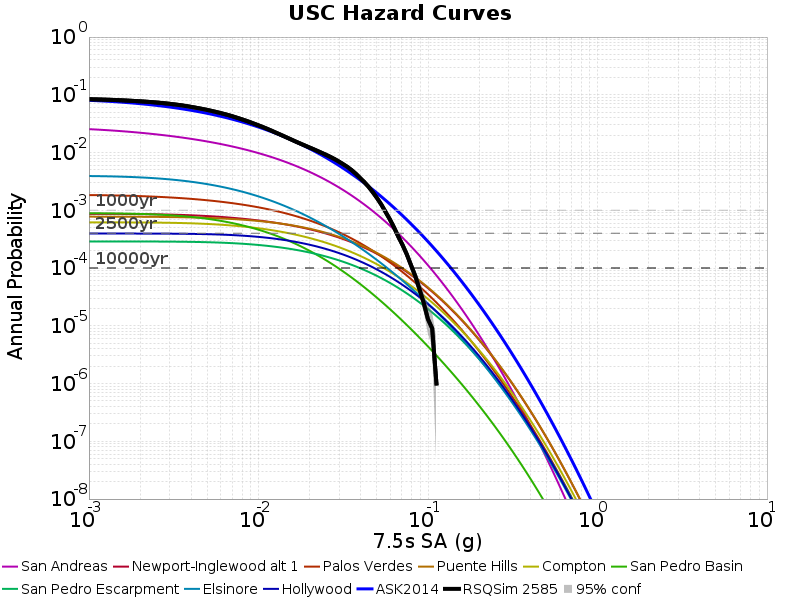 USC Hazard Curves
10^0
10^-1
10^-2
10^-3
10^-4
10^-5
10^-6
10^-7
10^-8
Annual Probability
1000yr
2500yr
10000yr
10^-3 10^-2 10^-1 10^0 10^1
7.5s SA (g)
San Andreas Newport-Inglewood alt 1 Palos Verdes Puente Hills Compton San Pedro Basin
San Pedro Escarpment Elsinore Hollywood ASK2014 RSQSim 2585 95% conf